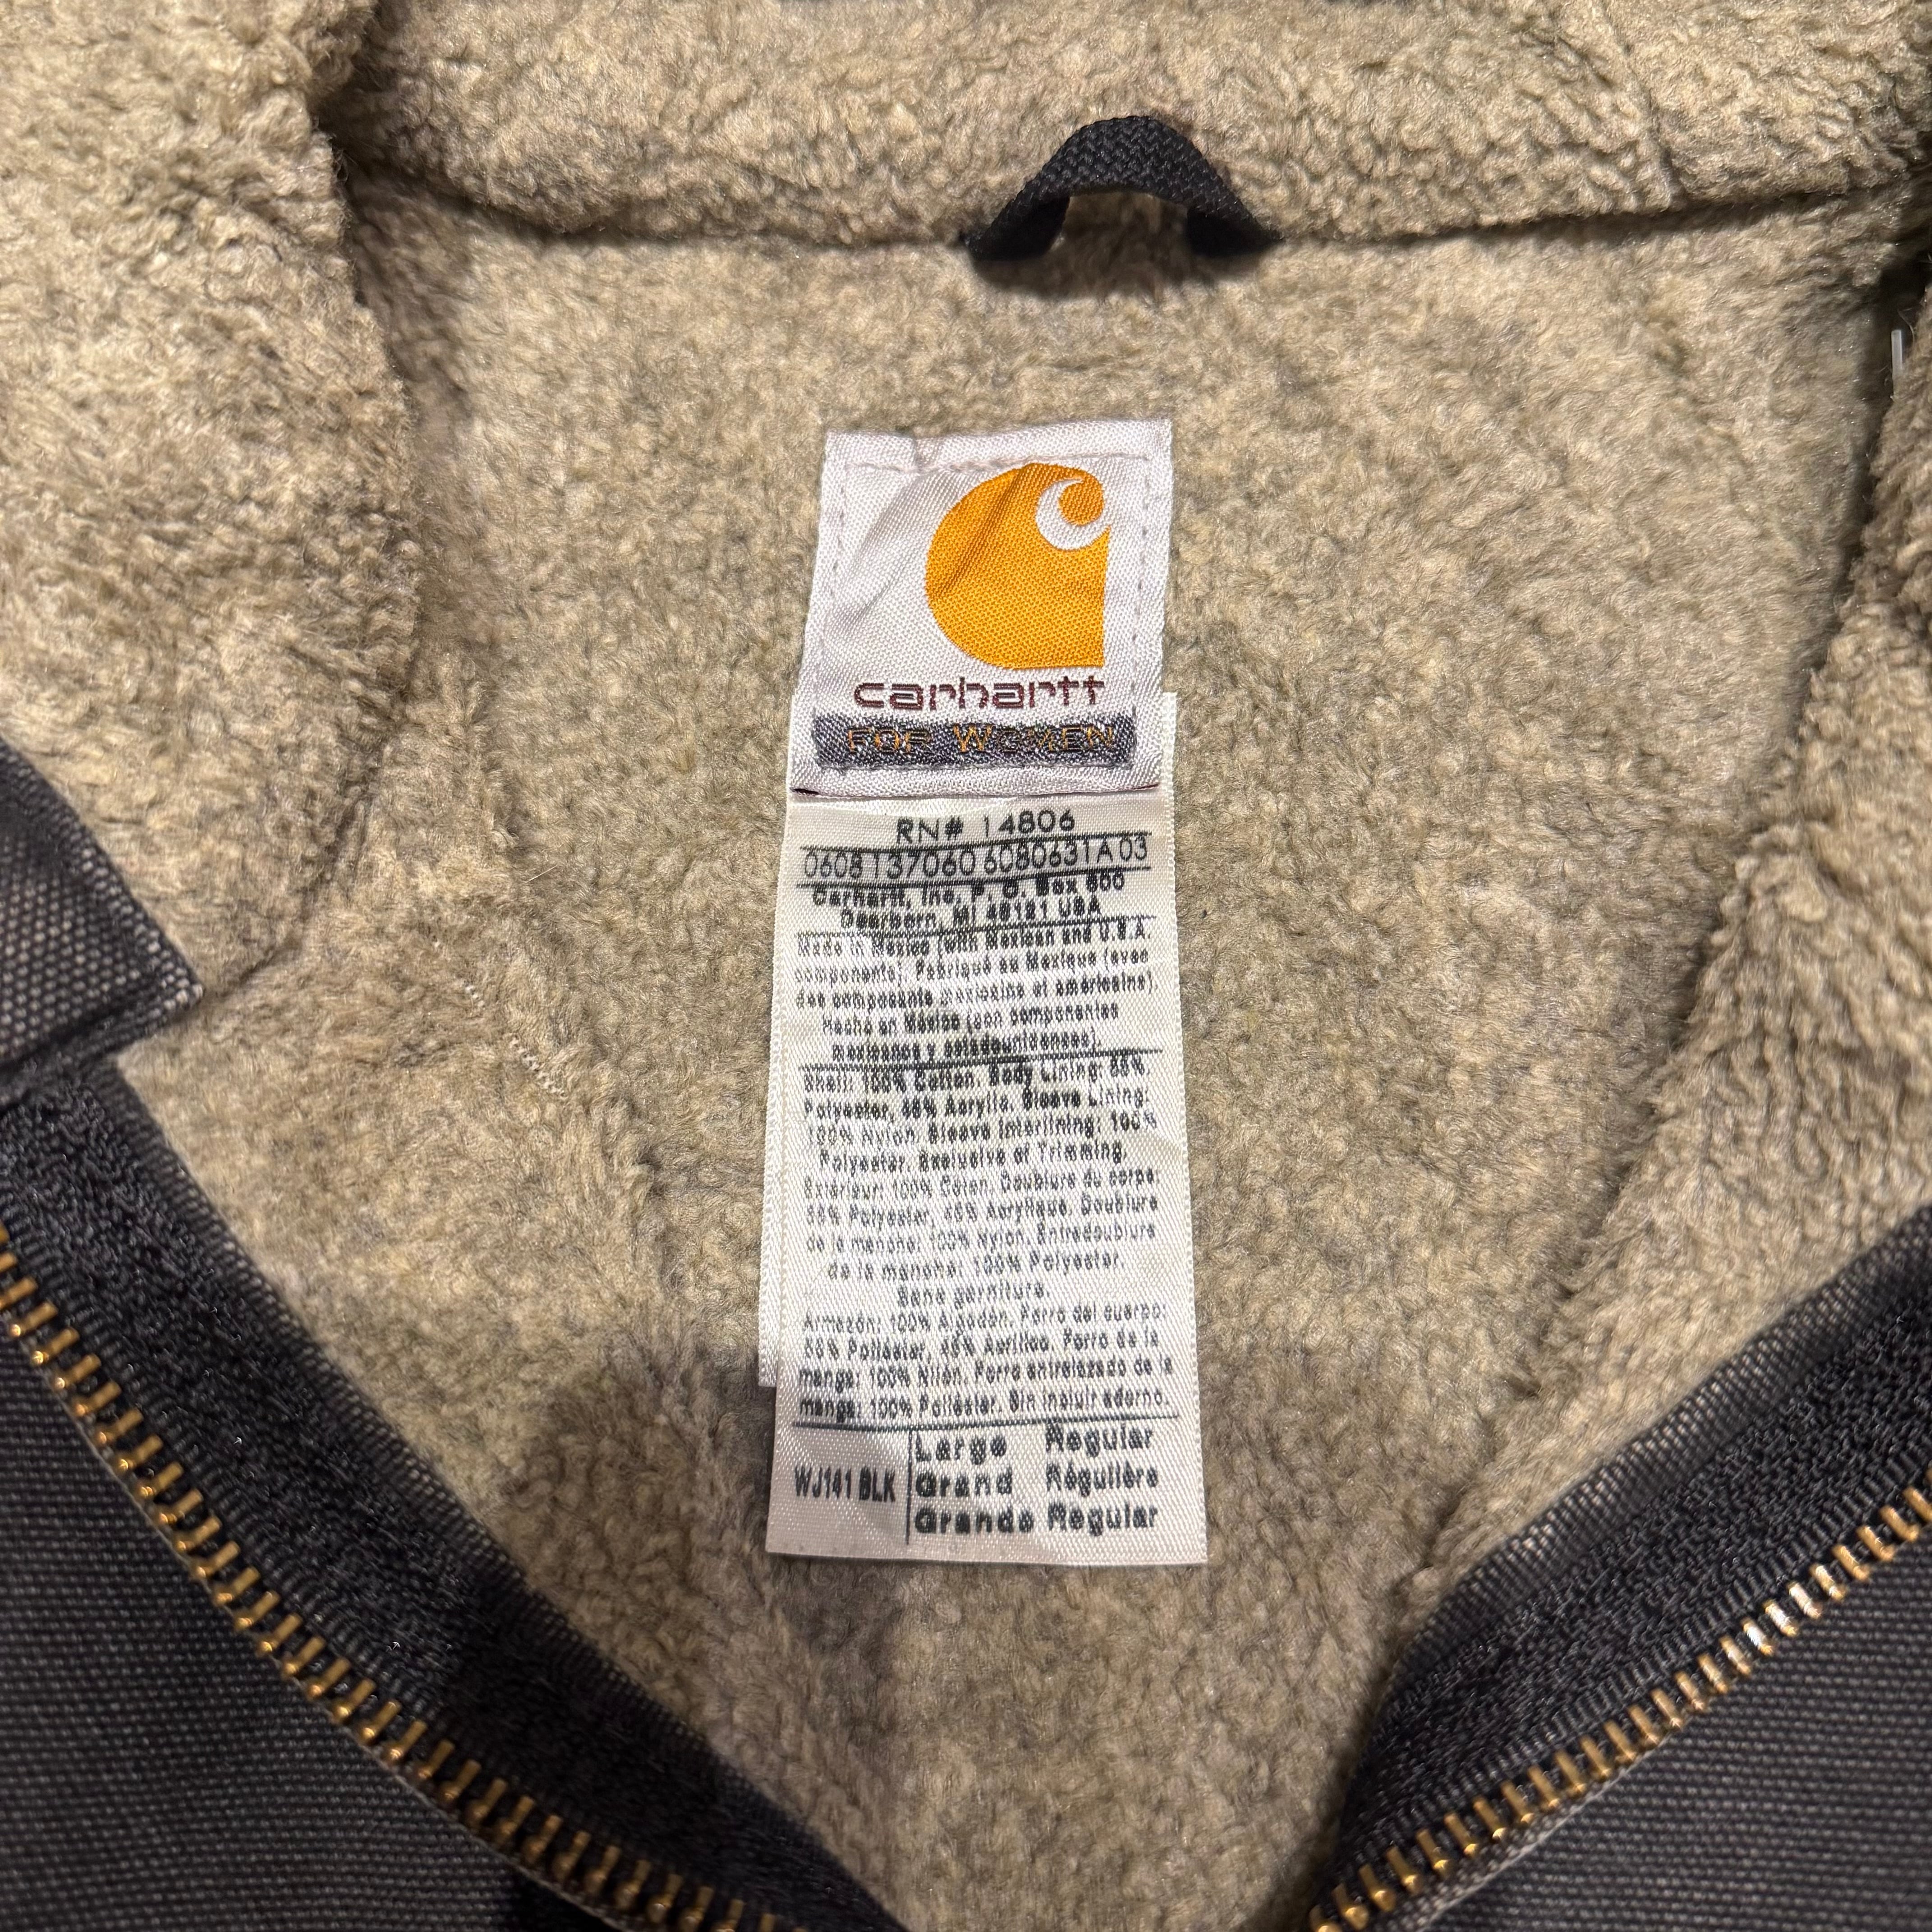 carhartt
FOR WOMEN
RN# 14806
0608137060 6080631A 03
Carhartt, Inc. P. O. Box 600
Dearborn, MI 48121 USA
Made in Mexico (with Mexican and U.S.A.
components). Fabriqué au Mexique (avec
des composants mexicains et américains).
Hecho en México (con componentes
mexicanos y estadounidenses).
Shell: 100% Cotton. Body Lining: 55%
Polyester, 45% Acrylic. Sleeve Lining:
100% Nylon. Sleeve Interlining: 100%
Polyester. Exclusive of Trimming.
Extérieur: 100% Coton. Doublure du corps:
55% Polyester, 45% Acrylique. Doublure
de la manche: 100% Nylon. Entredoublure
de la manche: 100% Polyester.
Sans garniture.
Armazón: 100% Algodón. Forro del cuerpo:
55% Poliéster, 45% Acrílico. Forro de la
manga: 100% Nilón. Forro entrelazado de la
manga: 100% Poliéster. Sin incluir adorno.
WJ141 BLK
Large Regular
Grand Régulière
Grande Regular